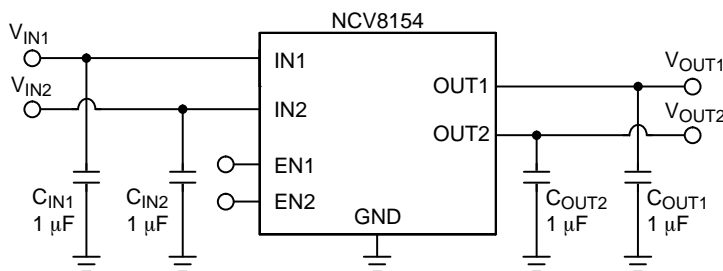 NCV8154
VIN1
VIN2
IN1
IN2
EN1
EN2
GND
OUT1
OUT2
VOUT1
VOUT2
CIN1
1 μF
CIN2
1 μF
COUT2
1 μF
COUT1
1 μF